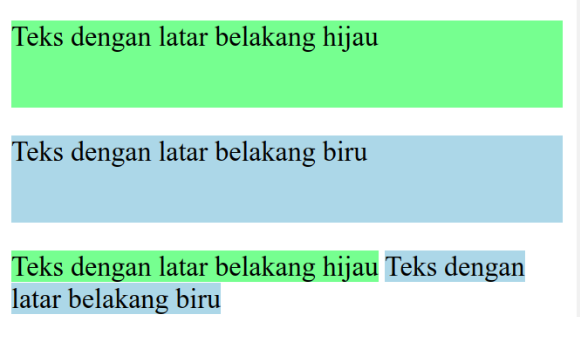 Teks dengan latar belakang hijau
Teks dengan latar belakang biru
Teks dengan latar belakang hijau Teks dengan
latar belakang biru